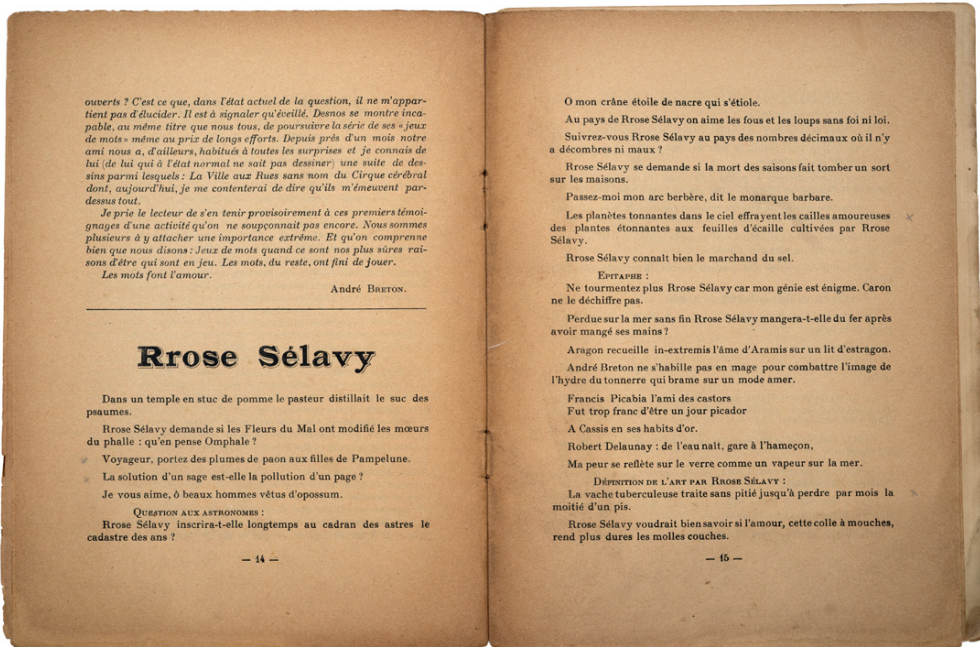 ouverts ? C'est ce que, dans l'état actuel de la question, il ne m'appar-
tient pas d'élucider. Il est à signaler qu'éveillé. Desnos se montre inca-
pable, au même titre que nous tous, de poursuivre la série de ses « jeux
de mots » même au prix de longs efforts. Depuis près d'un mois notre
ami nous a, d'ailleurs, habitués à toutes les surprises et je connais de
lui (de lui qui à l'état normal ne sait pas dessiner) une suite de des-
sins parmi lesquels : La Ville aux Rues sans nom du Cirque cérébral
dont, aujourd'hui, je me contenterai de dire qu'ils m'émeuvent par-
dessus tout.
Je prie le lecteur de s'en tenir provisoirement à ces premiers témoi-
gnages d'une activité qu'on ne soupçonnait pas encore. Nous sommes
plusieurs à y attacher une importance extrême. Et qu'on comprenne
bien que nous disons : Jeux de mots quand ce sont nos plus sûres rai-
sons d'être qui sont en jeu. Les mots, du reste, ont fini de jouer.
Les mots font l'amour.
André BRETON.
Rrose Sélavy
Dans un temple en stuc de pomme le pasteur distillait le suc des
psaumes.
Rrose Sélavy demande si les Fleurs du Mal ont modifié les mœurs
du phalle : qu'en pense Omphale ?
Voyageur, portez des plumes de paon aux filles de Pampelune.
La solution d'un sage est-elle la pollution d'un page ?
Je vous aime, ô beaux hommes vêtus d'opossum.
QUESTION AUX ASTRONOMES :
Rrose Sélavy inscrira-t-elle longtemps au cadran des astres le
cadastre des ans ?
— 14 —
O mon crâne étoile de nacre qui s'étiole.
Au pays de Rrose Sélavy on aime les fous et les loups sans foi ni loi.
Suivrez-vous Rrose Sélavy au pays des nombres décimaux où il n'y
a décombres ni maux ?
Rrose Sélavy se demande si la mort des saisons fait tomber un sort
sur les maisons.
Passez-moi mon arc berbère, dit le monarque barbare.
Les planètes tonnantes dans le ciel effrayent les cailles amoureuses
des plantes étonnantes aux feuilles d'écaille cultivées par Rrose
Sélavy.
Rrose Sélavy connaît bien le marchand du sel.
EPITAPHE :
Ne tourmentez plus Rrose Sélavy car mon génie est énigme. Caron
ne le déchiffre pas.
Perdue sur la mer sans fin Rrose Sélavy mangera-t-elle du fer après
avoir mangé ses mains ?
Aragon recueille in-extremis l'âme d'Aramis sur un lit d'estragon.
André Breton ne s'habille pas en mage pour combattre l'image de
l'hydre du tonnerre qui brame sur un mode amer.
Francis Picabia l'ami des castors
Fut trop franc d'être un jour picador
A Cassis en ses habits d'or.
Robert Delaunay : de l'eau naît, gare à l'hameçon,
Ma peur se reflète sur le verre comme un vapeur sur la mer.
DÉFINITION DE L'ART PAR RROSE SÉLAVY :
La vache tuberculeuse traite sans pitié jusqu'à perdre par mois la
moitié d'un pis.
Rrose Sélavy voudrait bien savoir si l'amour, cette colle à mouches,
rend plus dures les molles couches.
— 15 —